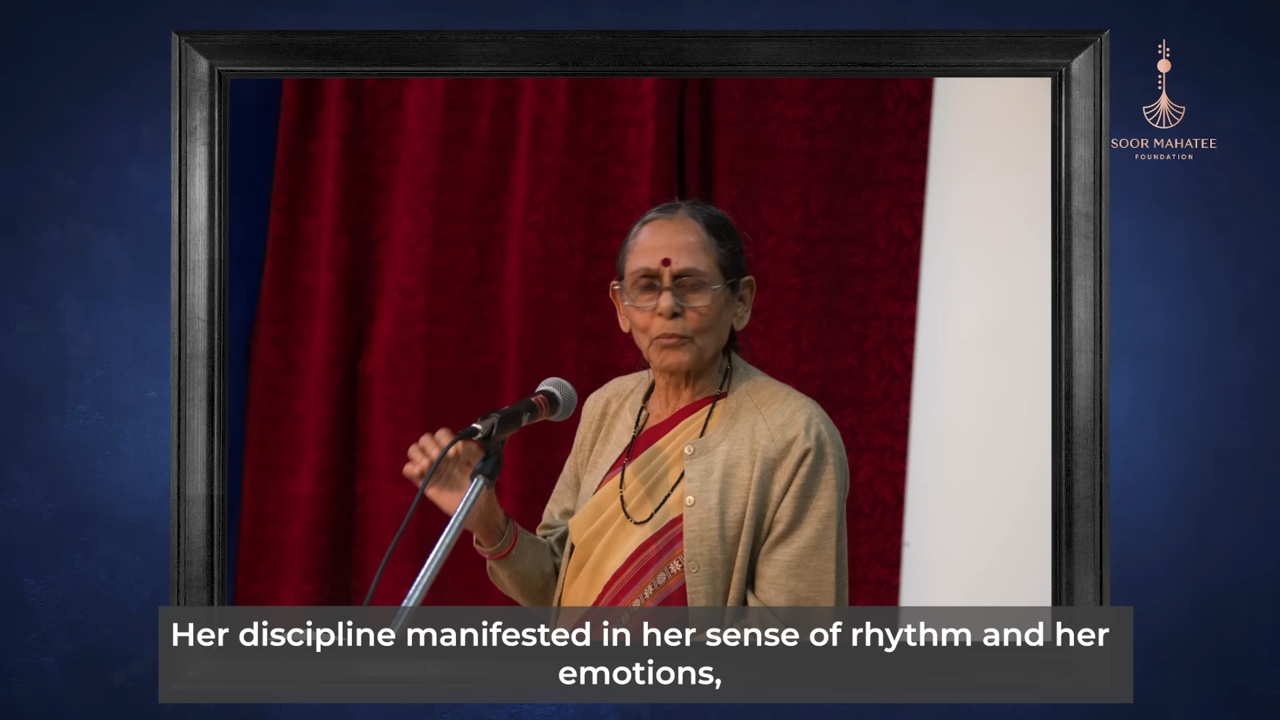 SOOR MAHATEE
FOUNDATION
Her discipline manifested in her sense of rhythm and her
emotions,